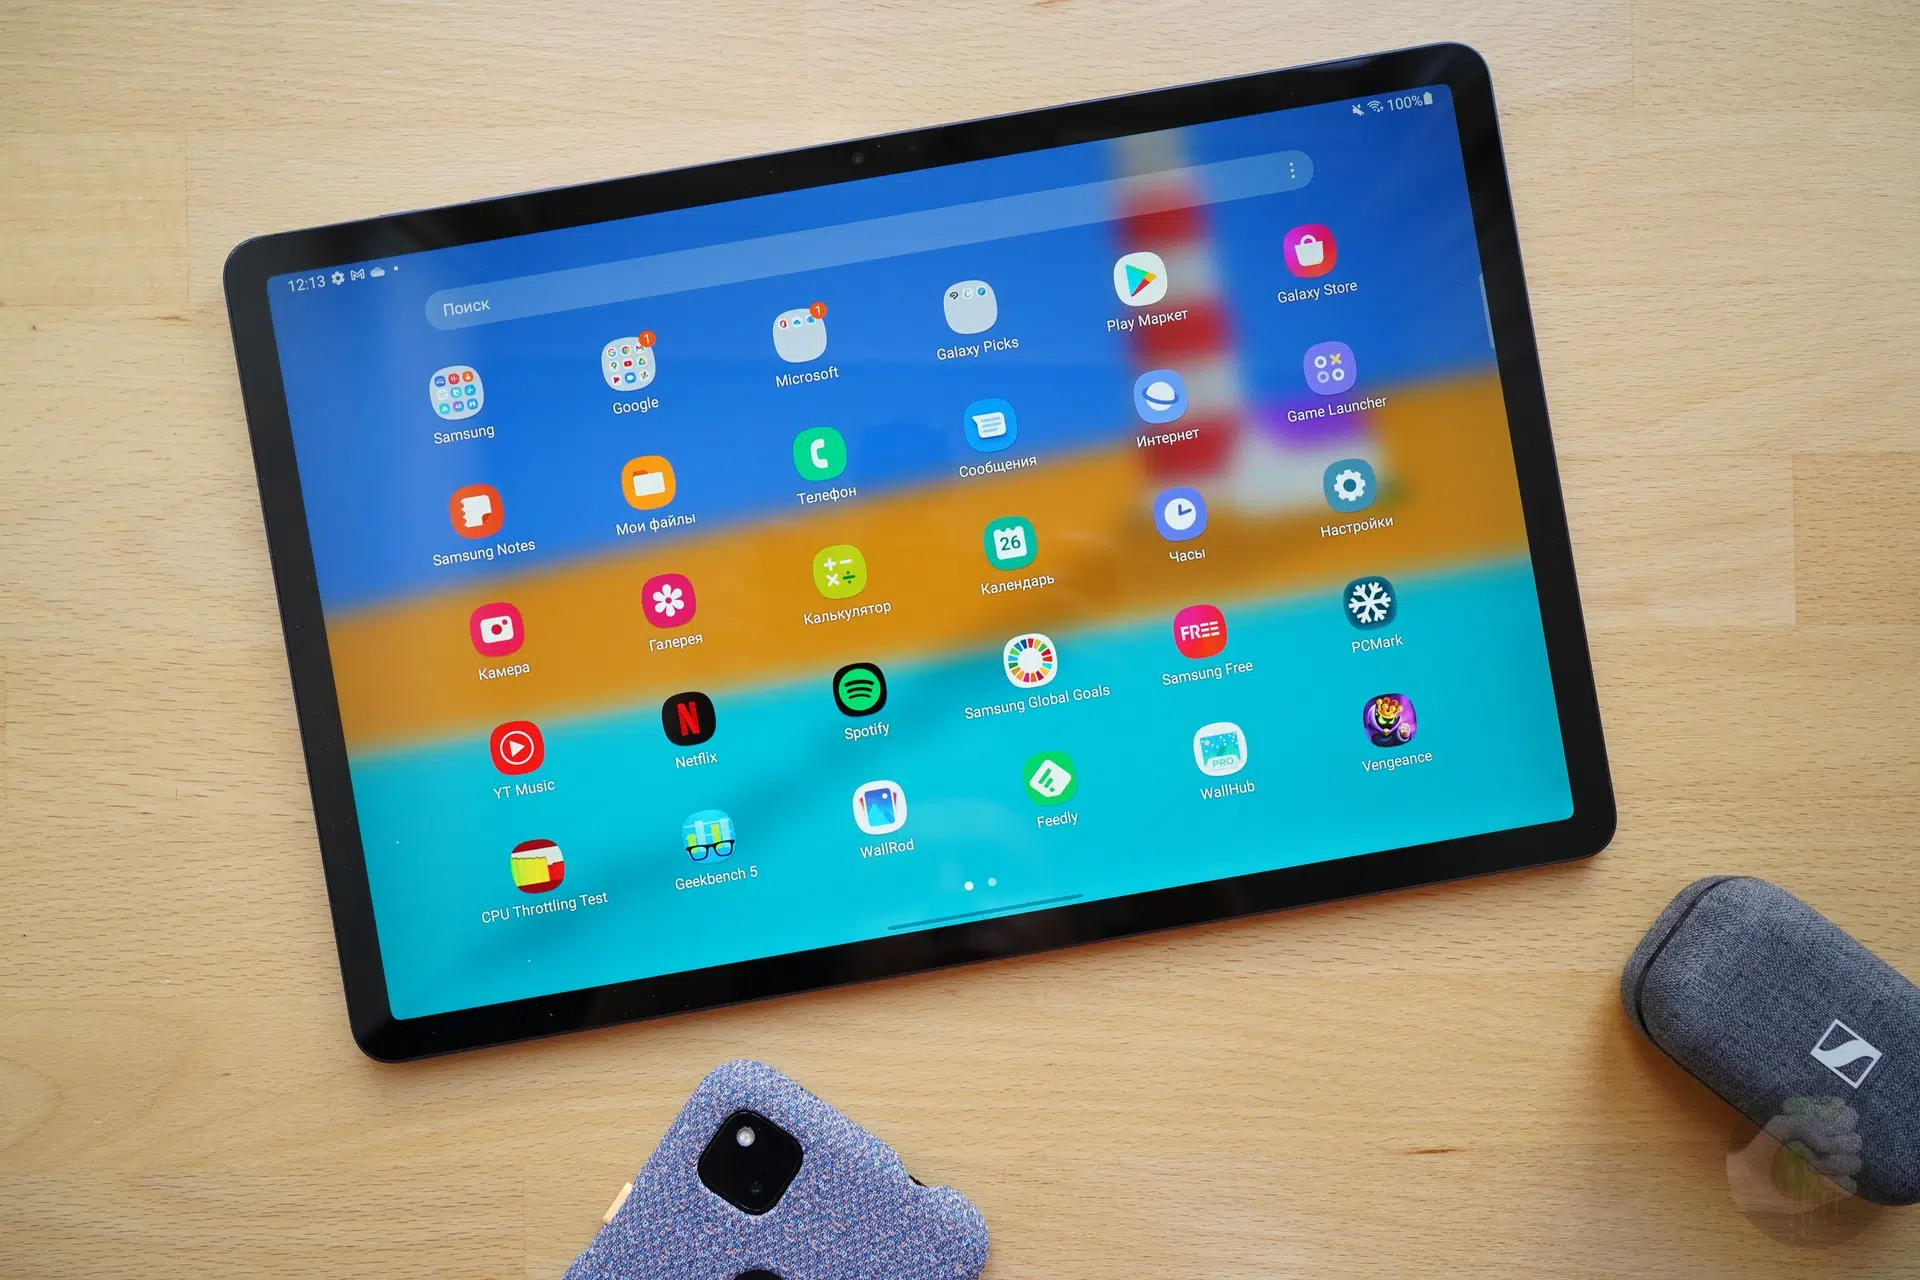 12:13
100%
Поиск
Samsung
Google
1
Microsoft
1
Galaxy Picks
Play Маркет
Galaxy Store
Samsung Notes
Мои файлы
Телефон
Сообщения
Интернет
Game Launcher
Камера
Галерея
Калькулятор
26
Календарь
Часы
Настройки
YT Music
N
Netflix
Spotify
Samsung Global Goals
FREE
Samsung Free
PCMark
CPU Throttling Test
Geekbench 5
WallRod
Feedly
PRO
WallHub
Vengeance